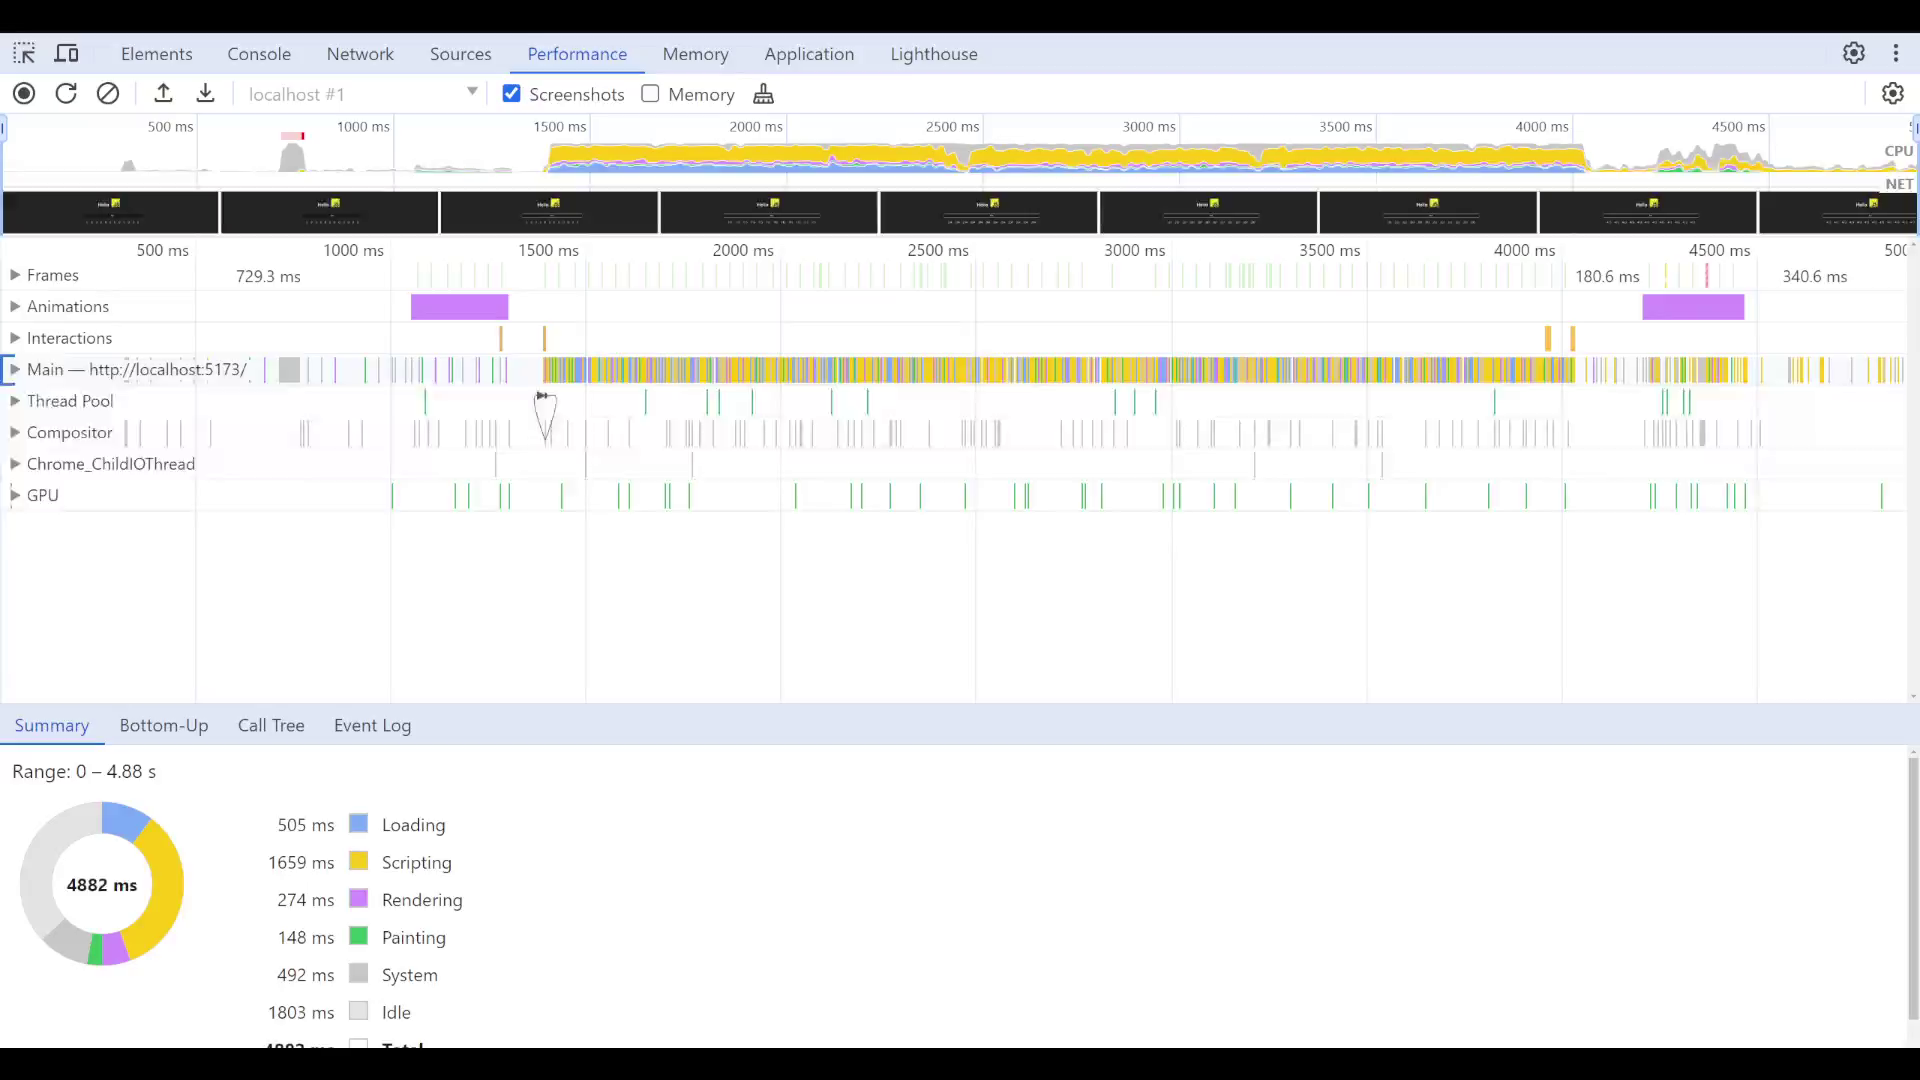 Elements Console Network Sources Performance Memory Application Lighthouse
localhost #1 Screenshots Memory
500 ms 1000 ms 1500 ms 2000 ms 2500 ms 3000 ms 3500 ms 4000 ms 4500 ms
CPU
NET
500 ms 1000 ms 1500 ms 2000 ms 2500 ms 3000 ms 3500 ms 4000 ms 4500 ms 500
Frames 729.3 ms 180.6 ms 340.6 ms
Animations
Interactions
Main — http://localhost:5173/
Thread Pool
Compositor
Chrome_ChildIOThread
GPU
Summary Bottom-Up Call Tree Event Log
Range: 0 – 4.88 s
4882 ms
505 ms Loading
1659 ms Scripting
274 ms Rendering
148 ms Painting
492 ms System
1803 ms Idle
4882 ms Total